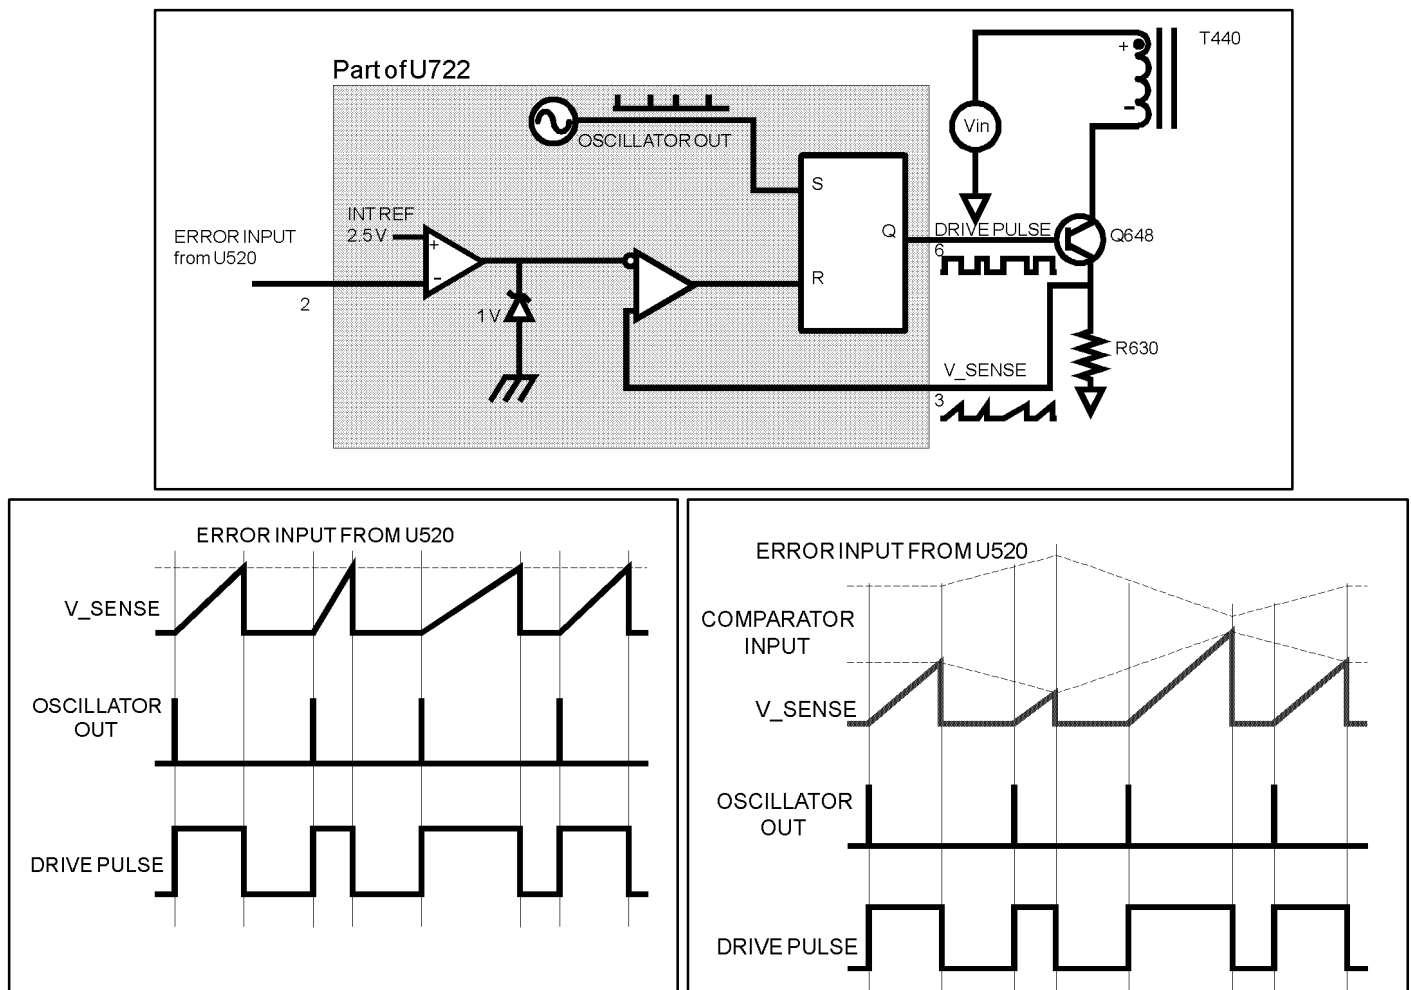 Part of U722
T440
+
-
Vin
OSCILLATOR OUT
S
INT REF
2.5 V
ERROR INPUT
from U520
+
-
2
1 V
R
Q
DRIVE PULSE
6
Q648
R630
V_SENSE
3
ERROR INPUT FROM U520
V_SENSE
OSCILLATOR
OUT
DRIVE PULSE
ERROR INPUT FROM U520
COMPARATOR
INPUT
V_SENSE
OSCILLATOR
OUT
DRIVE PULSE